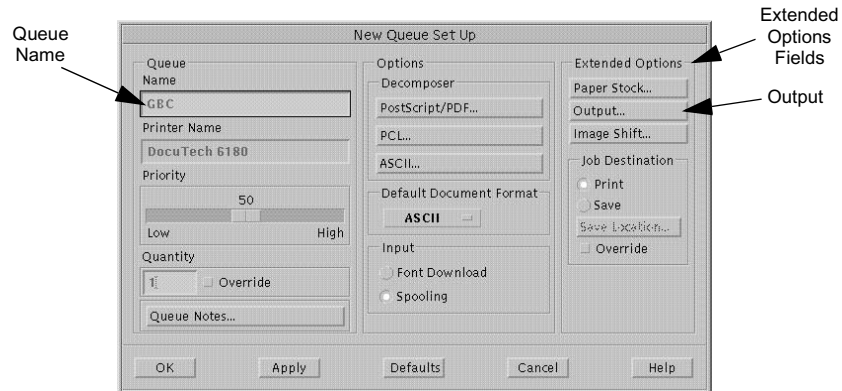 Queue
Name
Extended
Options
Fields
Output
New Queue Set Up
Queue
Name
GBC
Printer Name
DocuTech 6180
Priority
50
Low High
Quantity
1 Override
Queue Notes...
Options
Decomposer
PostScript/PDF...
PCL...
ASCII...
Default Document Format
ASCII
Input
Font Download
Spooling
Extended Options
Paper Stock...
Output...
Image Shift...
Job Destination
Print
Save
Save Location...
Override
OK Apply Defaults Cancel Help